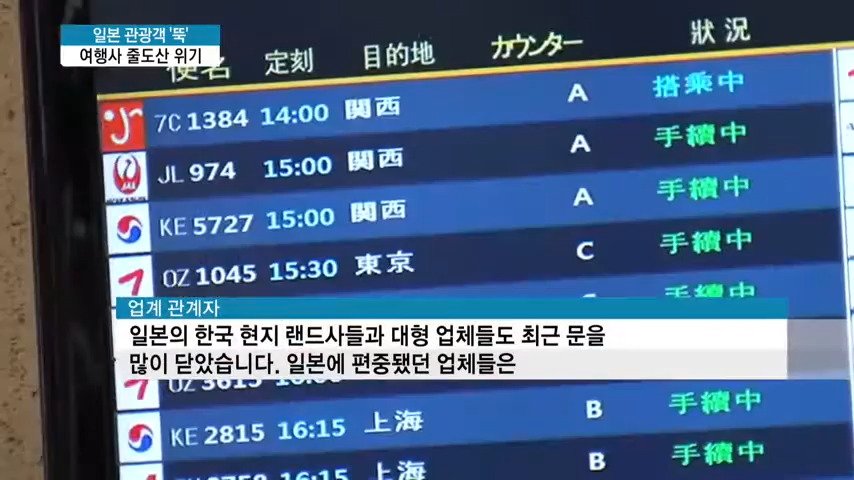 일본 관광객 '뚝'
여행사 줄도산 위기
便名 定刻 目的地 カウンター 狀況
7C 1384 14:00 関西 A 搭乗中
JL 974 15:00 関西 A 手續中
KE 5727 15:00 関西 A 手續中
OZ 1045 15:30 東京 C 手續中
手續中
업계 관계자
일본의 한국 현지 랜드사들과 대형 업체들도 최근 문을
많이 닫았습니다. 일본에 편중됐던 업체들은
OZ 3615
KE 2815 16:15 上海 B 手續中
16:15 上海 B 手續中